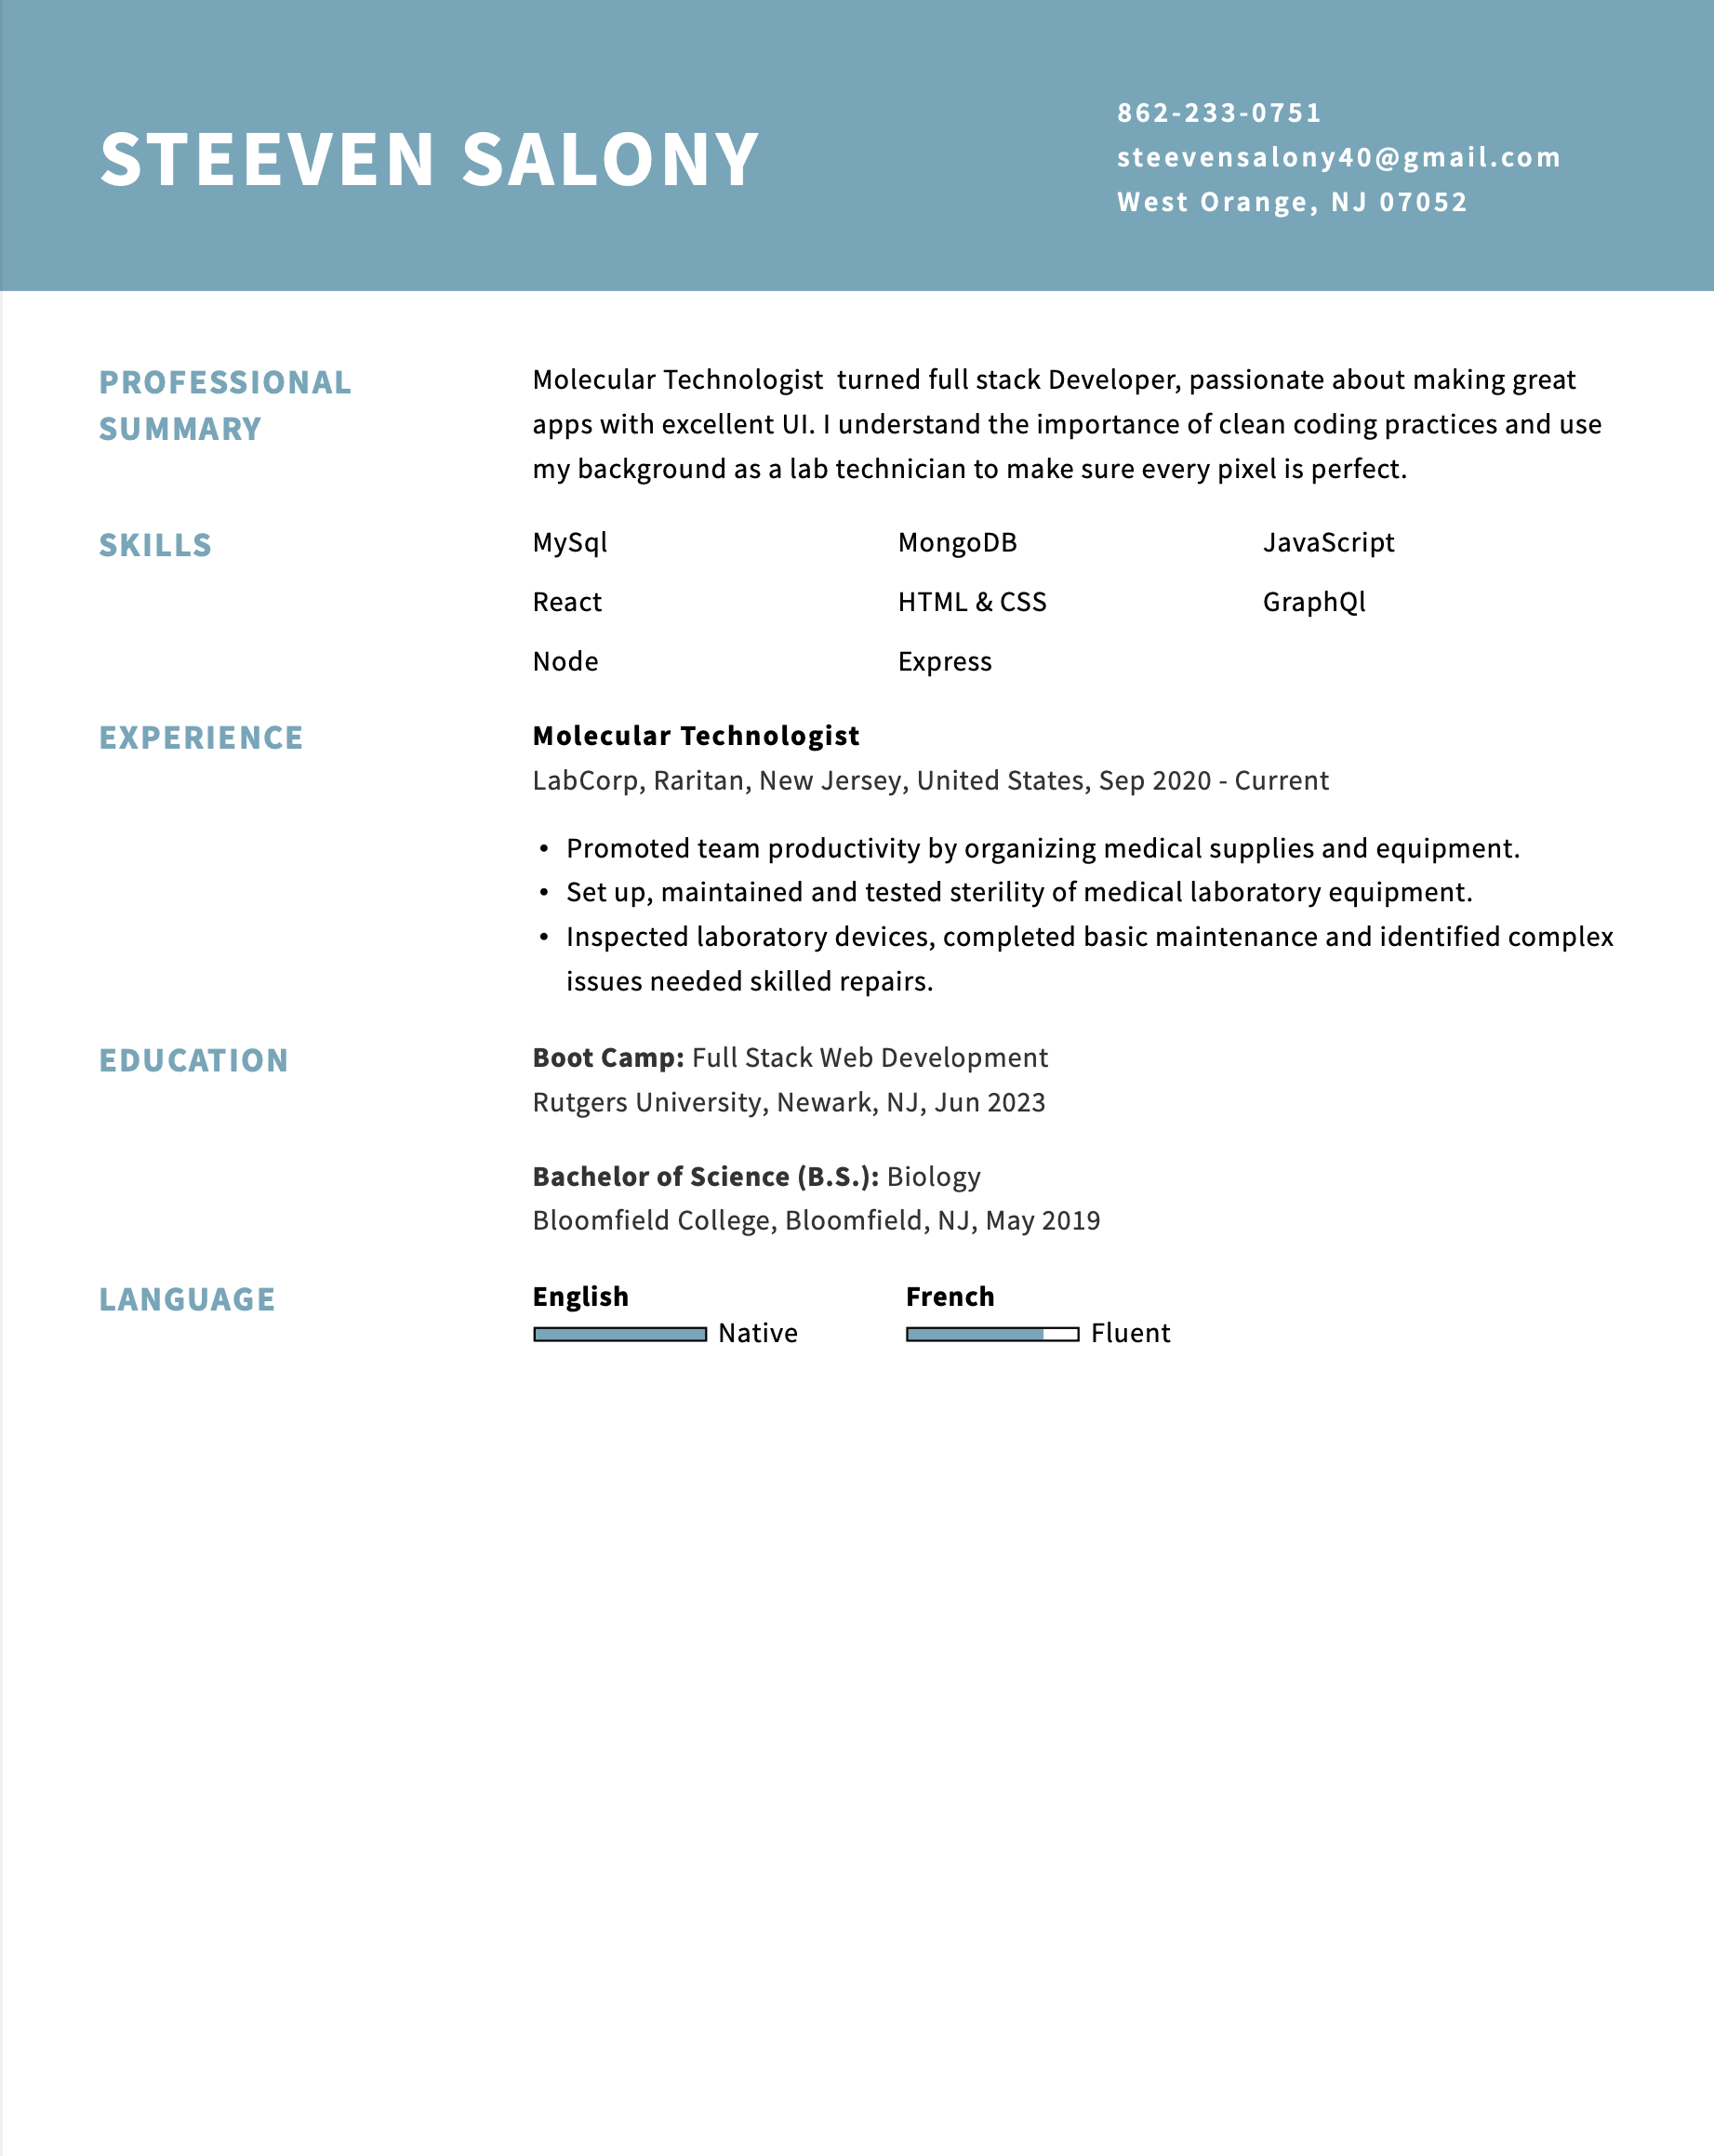 STEEVEN SALONY
862-233-0751
steevensalony40@gmail.com
West Orange, NJ 07052
PROFESSIONAL
SUMMARY
Molecular Technologist  turned full stack Developer, passionate about making great
apps with excellent UI. I understand the importance of clean coding practices and use
my background as a lab technician to make sure every pixel is perfect.
SKILLS
MySql MongoDB JavaScript
React HTML & CSS GraphQl
Node Express
EXPERIENCE
Molecular Technologist
LabCorp, Raritan, New Jersey, United States, Sep 2020 - Current
• Promoted team productivity by organizing medical supplies and equipment.
• Set up, maintained and tested sterility of medical laboratory equipment.
• Inspected laboratory devices, completed basic maintenance and identified complex
issues needed skilled repairs.
EDUCATION
Boot Camp: Full Stack Web Development
Rutgers University, Newark, NJ, Jun 2023
Bachelor of Science (B.S.): Biology
Bloomfield College, Bloomfield, NJ, May 2019
LANGUAGE
English French
Native Fluent